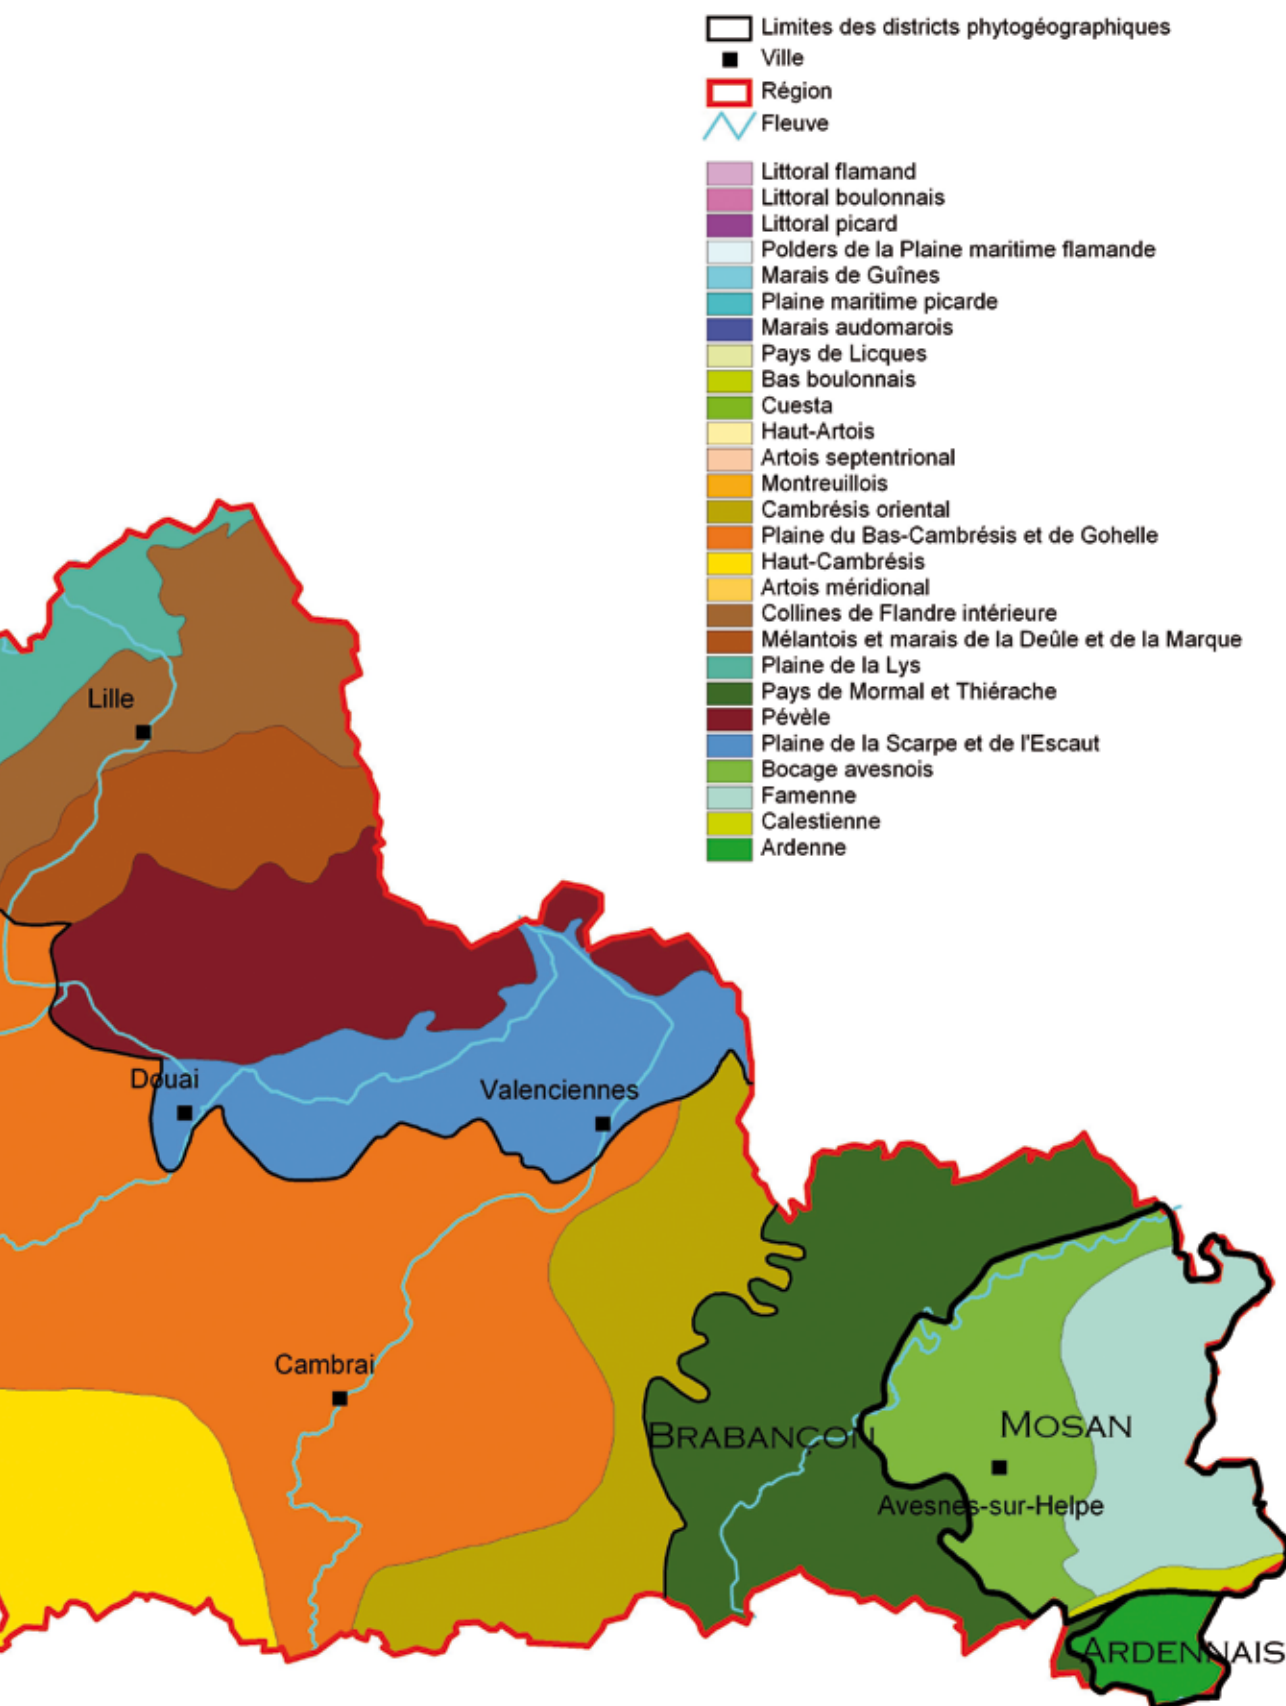 Limites des districts phytogéographiques
Ville
Région
Fleuve
Littoral flamand
Littoral boulonnais
Littoral picard
Polders de la Plaine maritime flamande
Marais de Guînes
Plaine maritime picarde
Marais audomarois
Pays de Licques
Bas boulonnais
Cuesta
Haut-Artois
Artois septentrional
Montreuillois
Cambrésis oriental
Plaine du Bas-Cambrésis et de Gohelle
Haut-Cambrésis
Artois méridional
Collines de Flandre intérieure
Mélantois et marais de la Deûle et de la Marque
Plaine de la Lys
Pays de Mormal et Thiérache
Pévèle
Plaine de la Scarpe et de l'Escaut
Bocage avesnois
Famenne
Calestienne
Ardenne
Lille
Douai
Valenciennes
Cambrai
BRABANÇON
MOSAN
Avesnes-sur-Helpe
ARDENNAIS